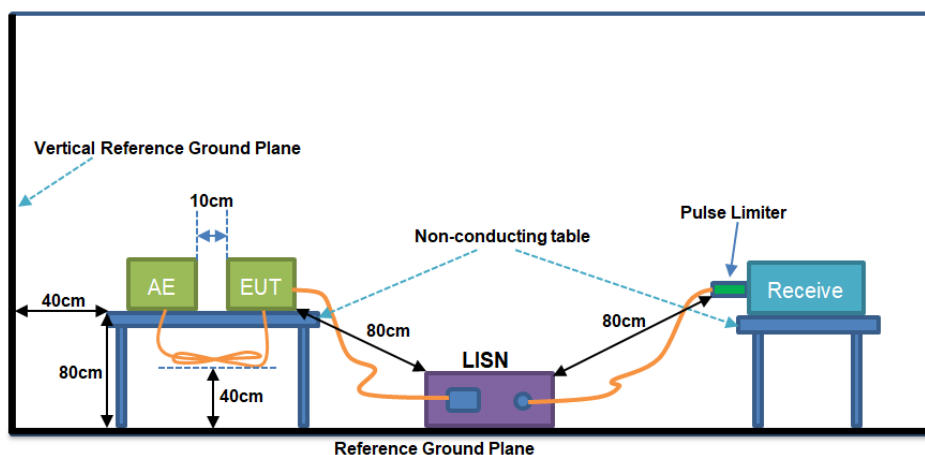 Vertical Reference Ground Plane
10cm
Pulse Limiter
Non-conducting table
AE
EUT
Receive
40cm
80cm
80cm
LISN
80cm
40cm
Reference Ground Plane